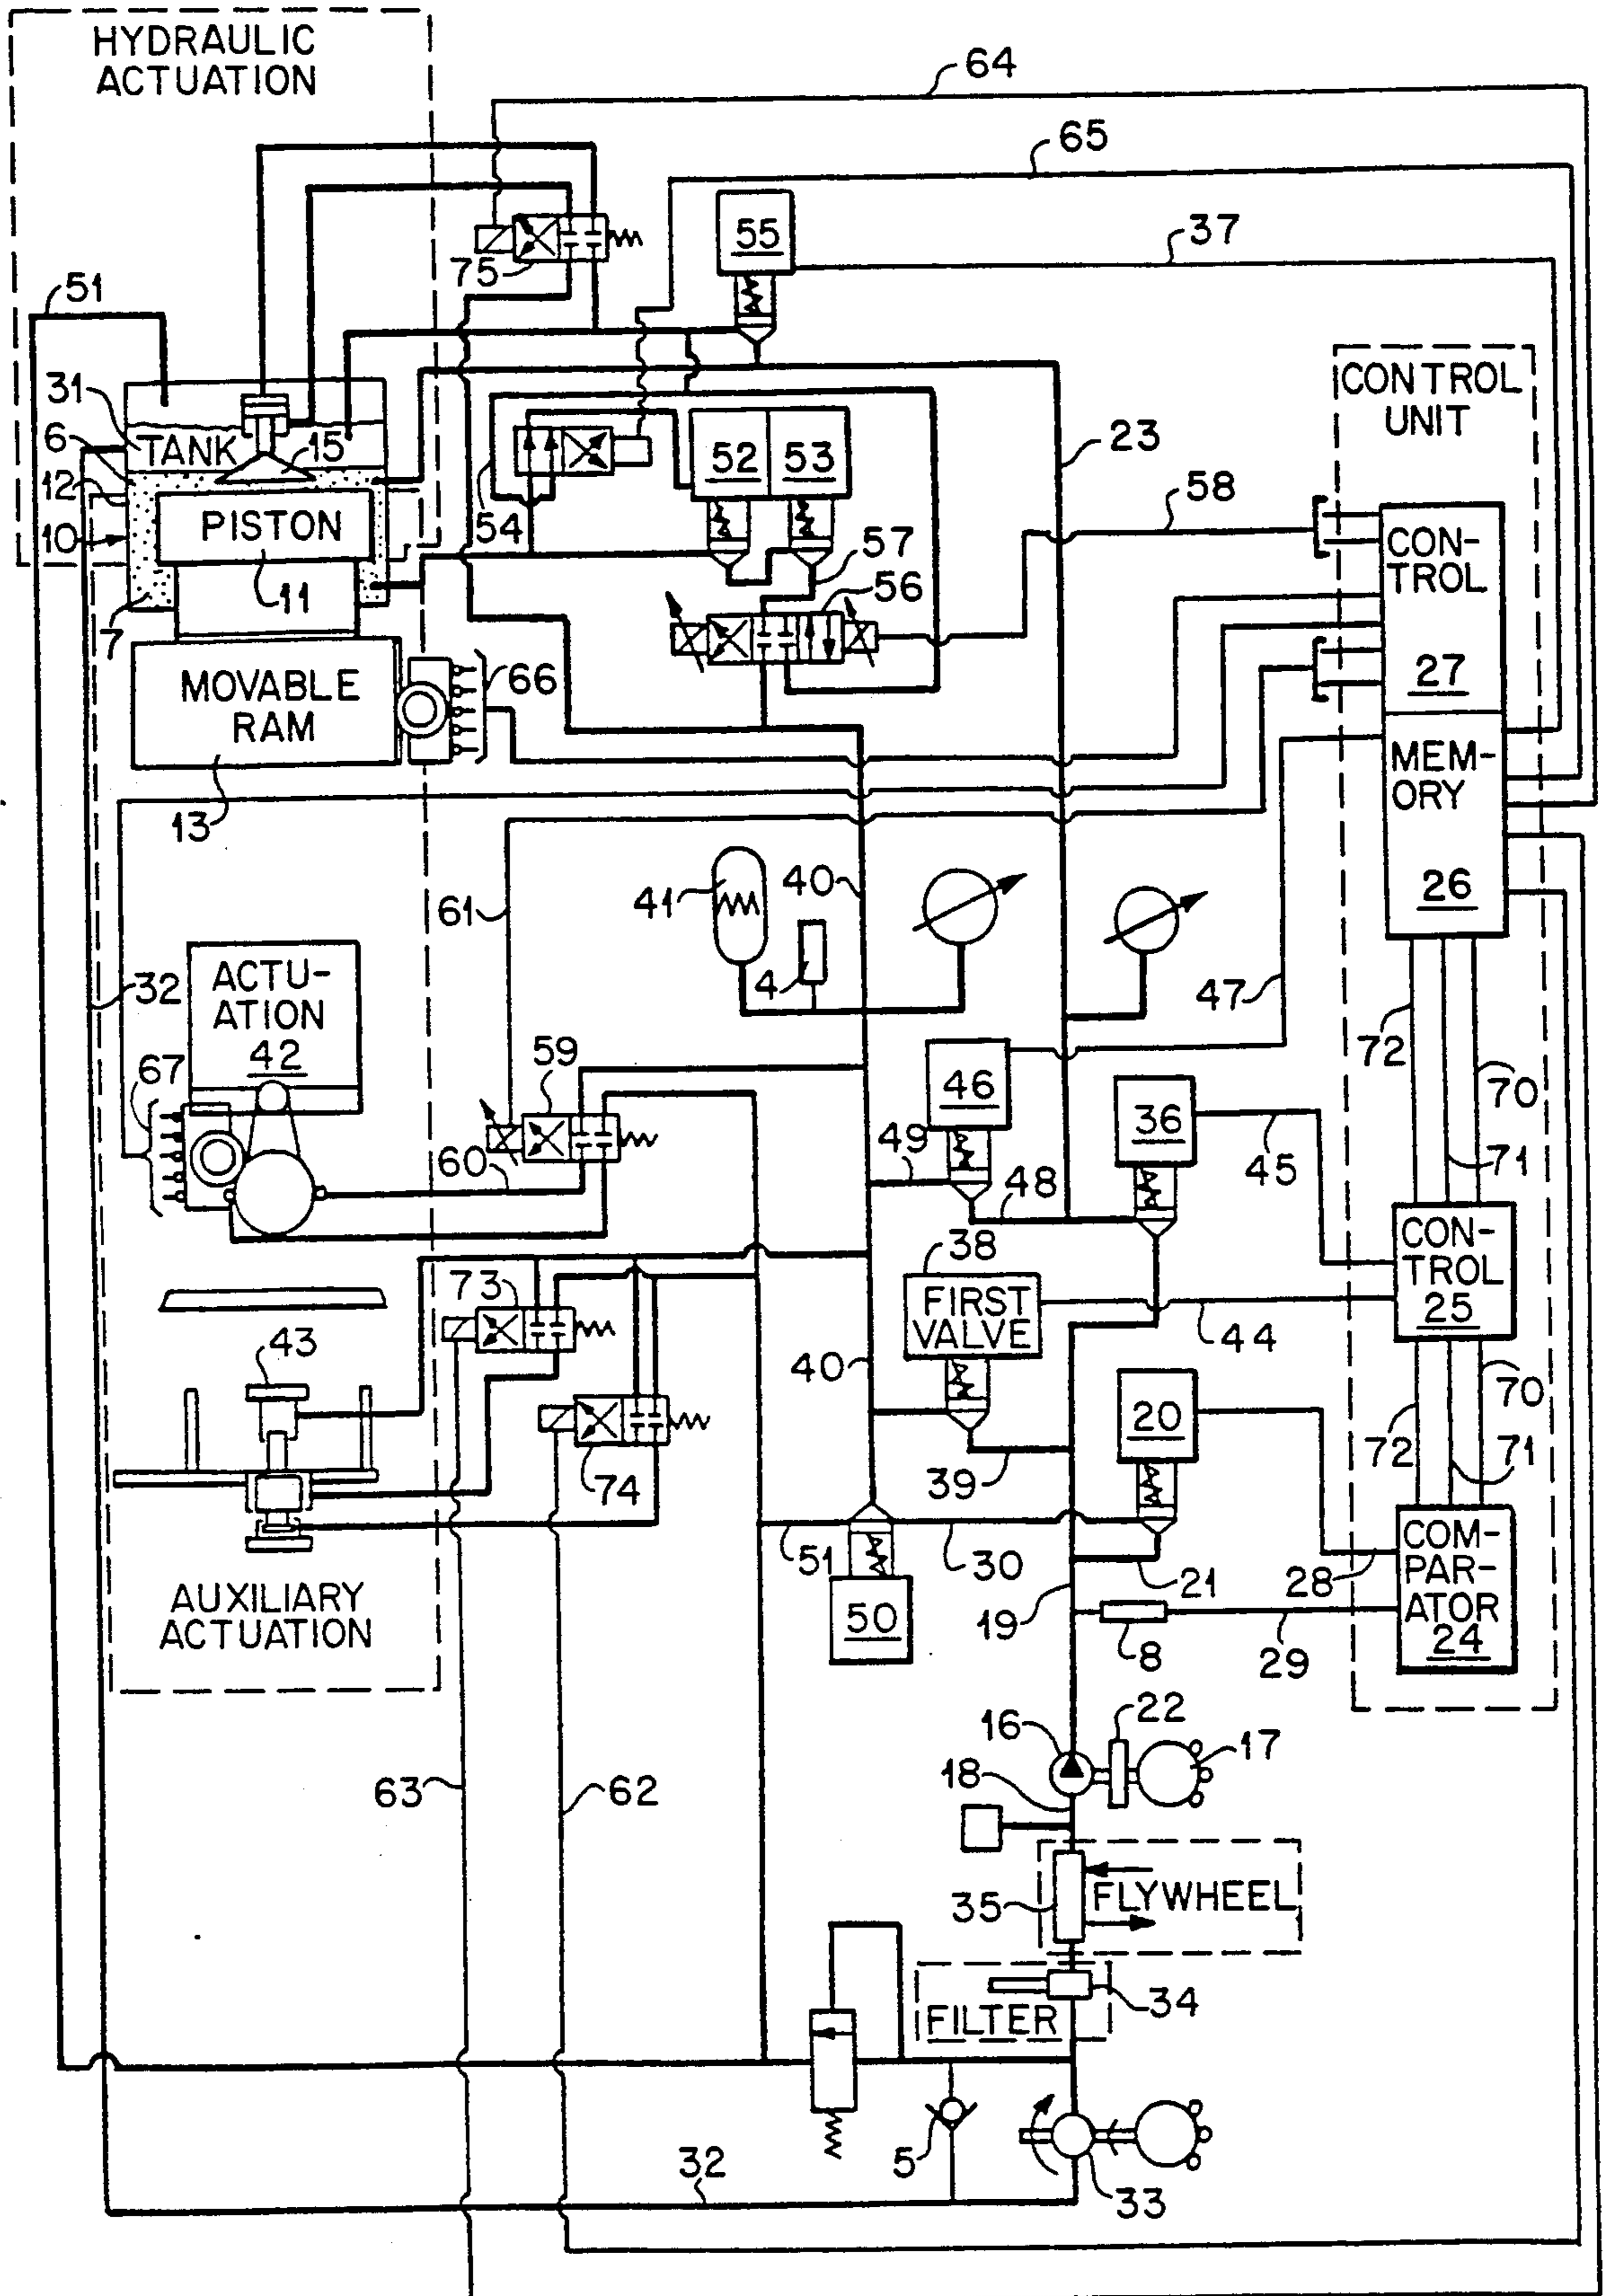 HYDRAULIC
ACTUATION
64
65
55
37
75
51
CONTROL
UNIT
31
6
TANK
15
12
52
53
23
PISTON
10
54
58
57
56
11
7
CON-
TROL
27
MOVABLE
RAM
66
MEM-
ORY
13
26
41
40
61
4
47
ACTU-
ATION
42
32
72
70
67
59
46
36
49
45
71
60
48
CON-
TROL
25
38
73
FIRST
VALVE
44
43
40
70
20
72
71
74
39
COM-
PAR-
ATOR
24
51
30
21
28
AUXILIARY
ACTUATION
50
19
8
29
22
16
17
18
63
62
35
FLYWHEEL
34
FILTER
5
32
33